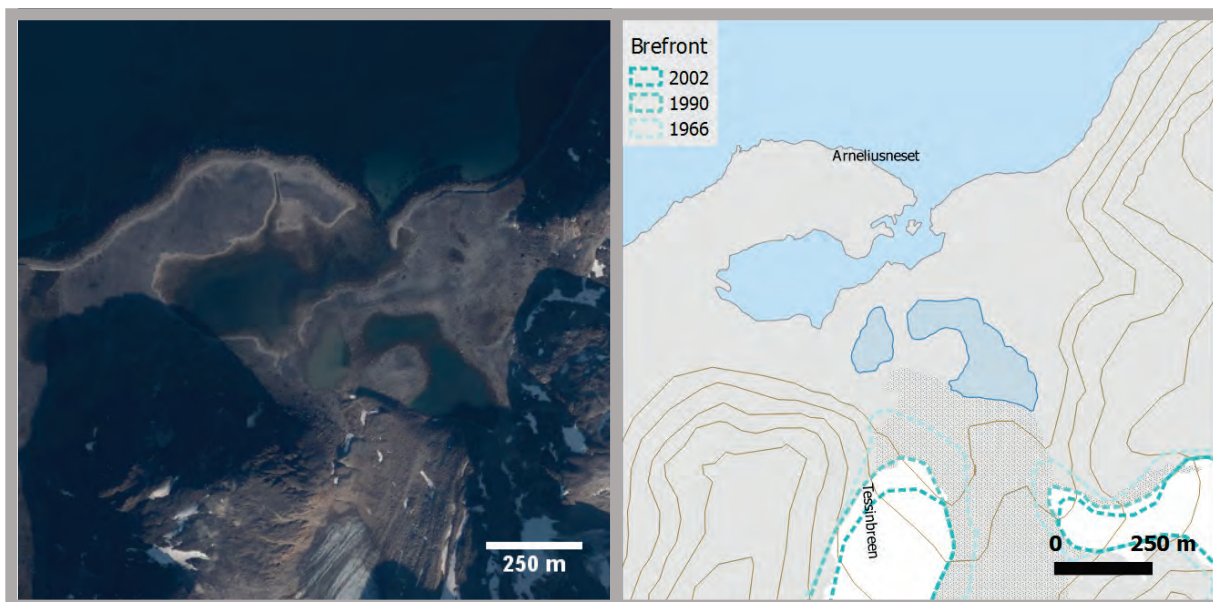 250 m
Brefront
2002
1990
1966
Arneliusneset
Tessinbreen
0 250 m